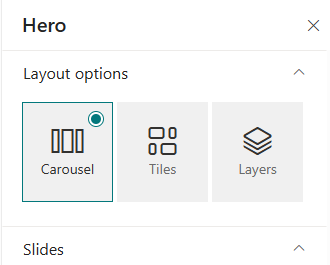 Hero
Layout options
Carousel
Tiles
Layers
Slides